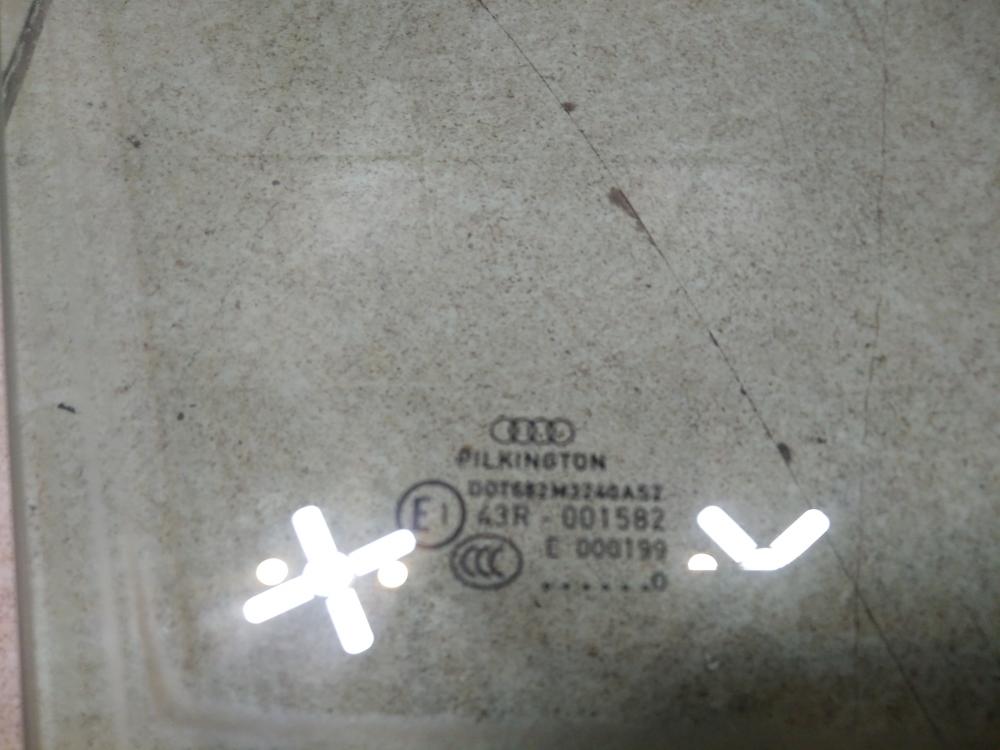 PILKINGTON
DOT682M3240AS2
E1 43R - 001582
CCC E 000199
.......0